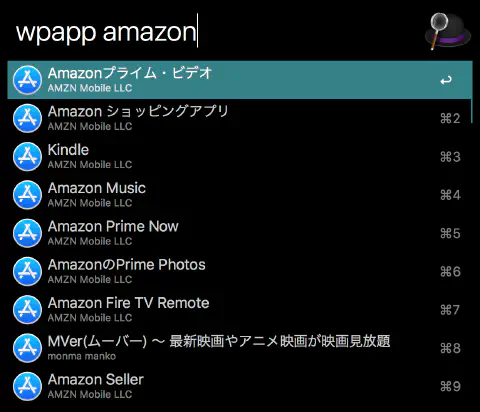 wpapp amazon
Amazonプライム・ビデオ
AMZN Mobile LLC
↩
Amazon ショッピングアプリ
AMZN Mobile LLC
⌘2
Kindle
AMZN Mobile LLC
⌘3
Amazon Music
AMZN Mobile LLC
⌘4
Amazon Prime Now
AMZN Mobile LLC
⌘5
AmazonのPrime Photos
AMZN Mobile LLC
⌘6
Amazon Fire TV Remote
AMZN Mobile LLC
⌘7
MVer(ムーバー) 〜 最新映画やアニメ映画が映画見放題
monma manko
⌘8
Amazon Seller
AMZN Mobile LLC
⌘9